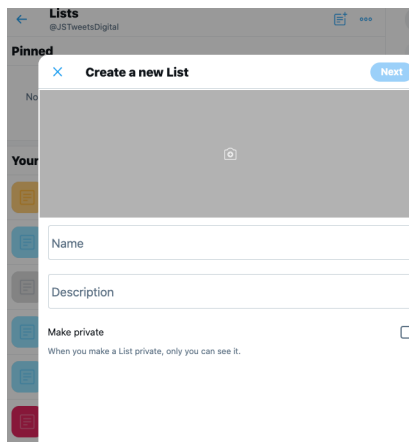 Lists
@JSTweetsDigital
Pinned
Create a new List
Next
No
Your
Name
Description
Make private
When you make a List private, only you can see it.